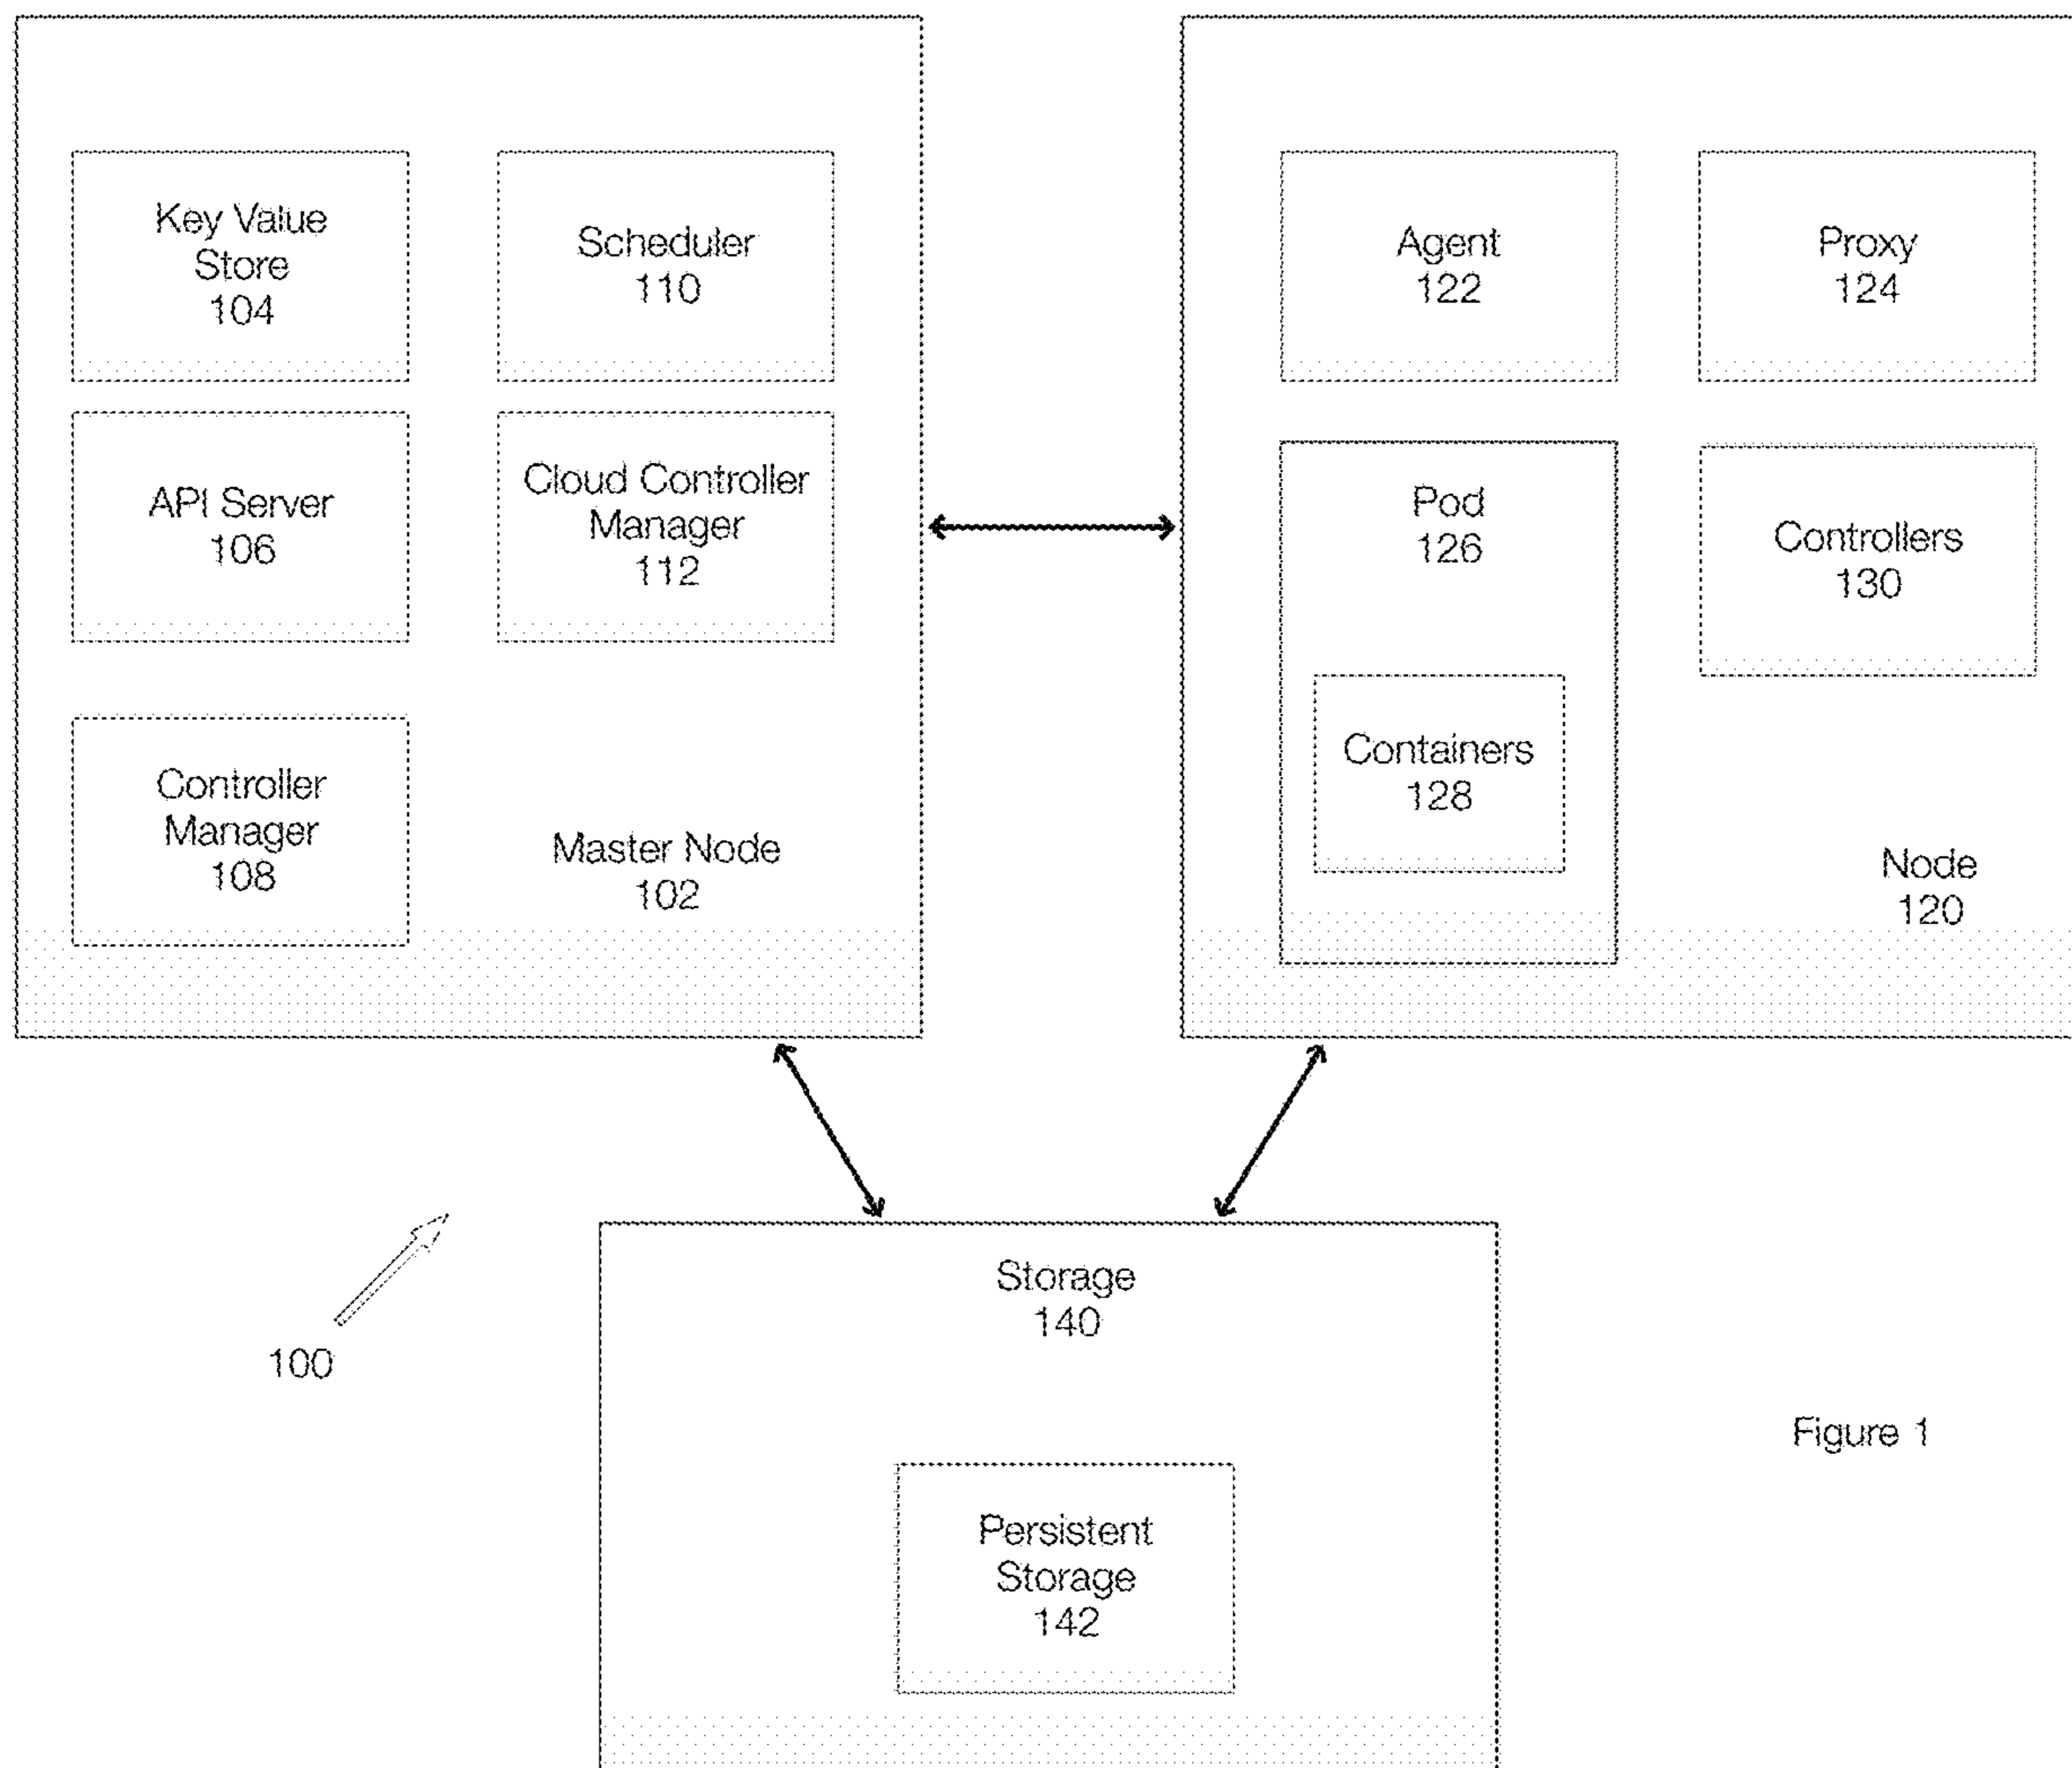 Key Value
Store
104
Scheduler
110
API Server
106
Cloud Controller
Manager
112
Controller
Manager
108
Master Node
102
Agent
122
Proxy
124
Pod
126
Controllers
130
Containers
128
Node
120
Storage
140
Persistent
Storage
142
100
Figure 1